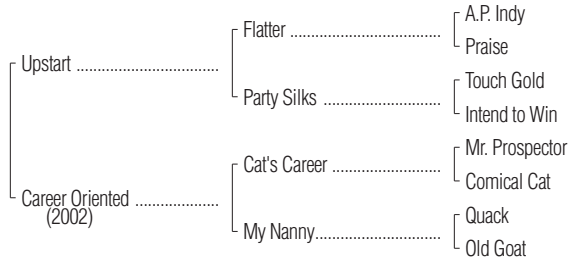 A.P. Indy
Flatter ........................................
Praise
Upstart .....................................
Touch Gold
Party Silks ...............................
Intend to Win
Mr. Prospector
Cat's Career ............................
Comical Cat
Career Oriented .....................
(2002)
Quack
My Nanny.................................
Old Goat